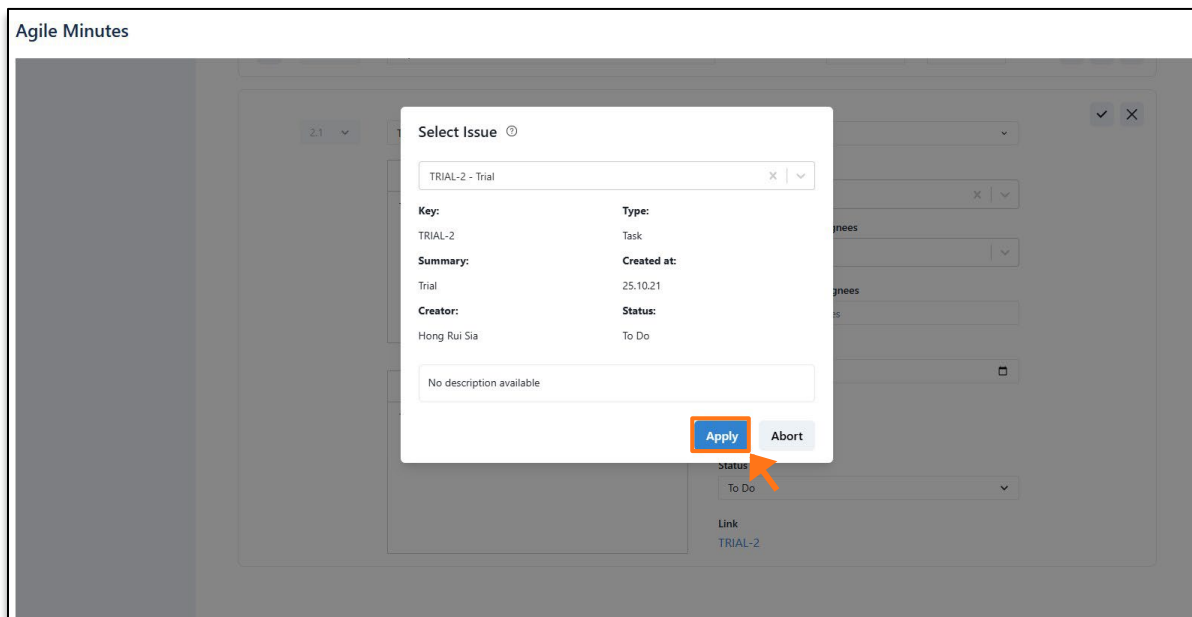 Agile Minutes
2.1
Select Issue
TRIAL-2 - Trial
Key:
Type:
TRIAL-2
Task
Summary:
Created at:
Trial
25.10.21
Creator:
Status:
Hong Rui Sia
To Do
No description available
Apply
Abort
Status
To Do
Link
TRIAL-2